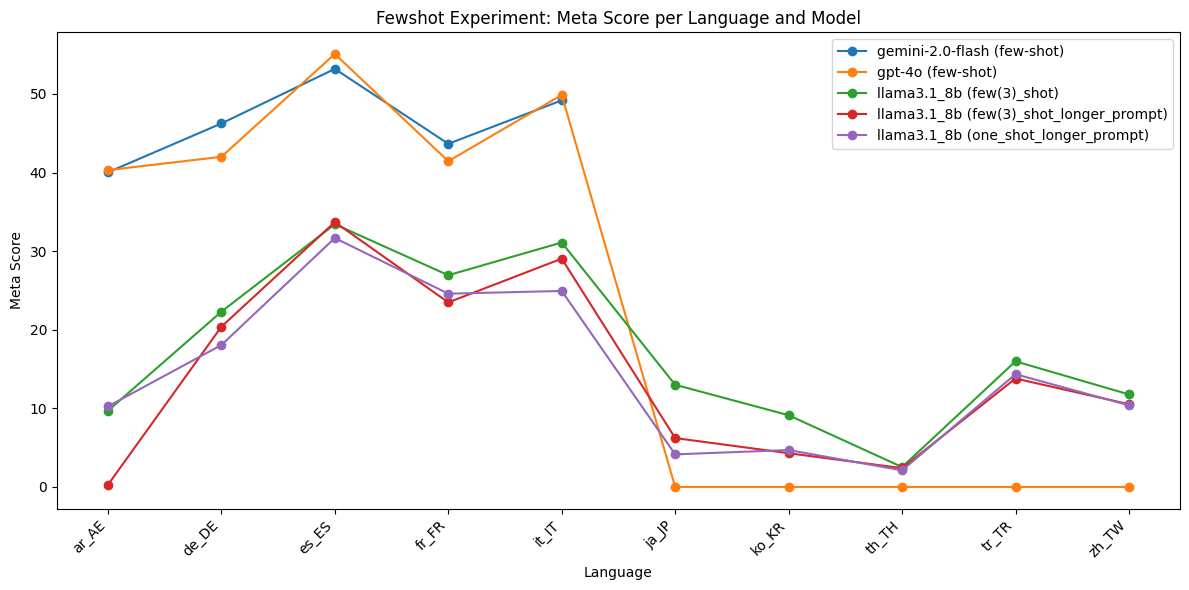 Fewshot Experiment: Meta Score per Language and Model
gemini-2.0-flash (few-shot)
gpt-4o (few-shot)
llama3.1_8b (few(3)_shot)
llama3.1_8b (few(3)_shot_longer_prompt)
llama3.1_8b (one_shot_longer_prompt)
Meta Score
50
40
30
20
10
0
ar_AE
de_DE
es_ES
fr_FR
it_IT
ja_JP
ko_KR
th_TH
tr_TR
zh_TW
Language